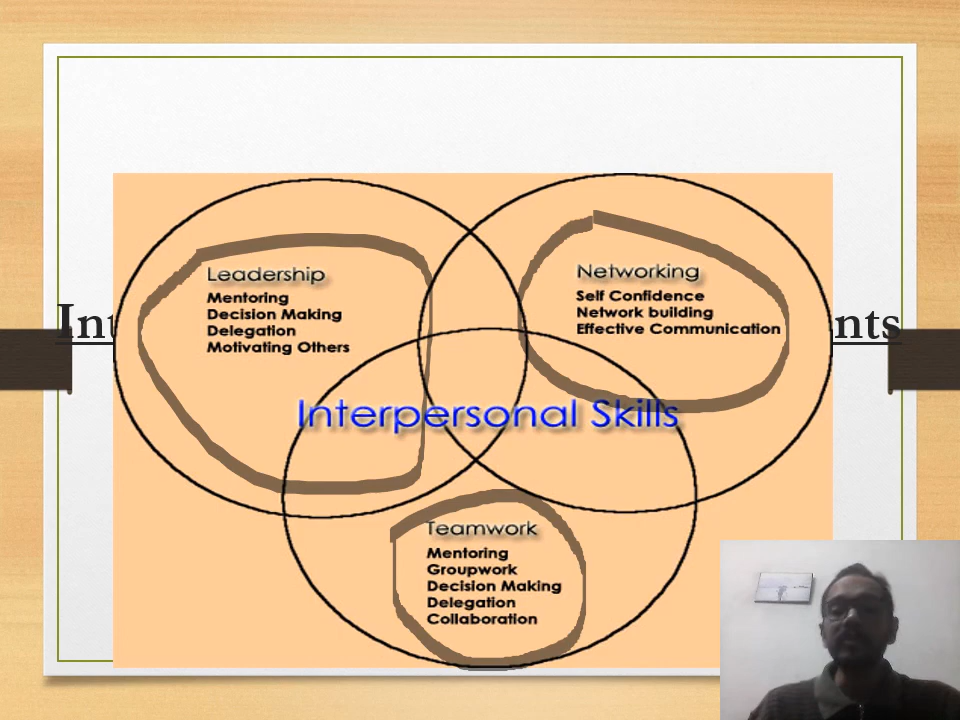 Leadership
Mentoring
Decision Making
Delegation
Motivating Others
Networking
Self Confidence
Network building
Effective Communication
Interpersonal Skills
Teamwork
Mentoring
Groupwork
Decision Making
Delegation
Collaboration